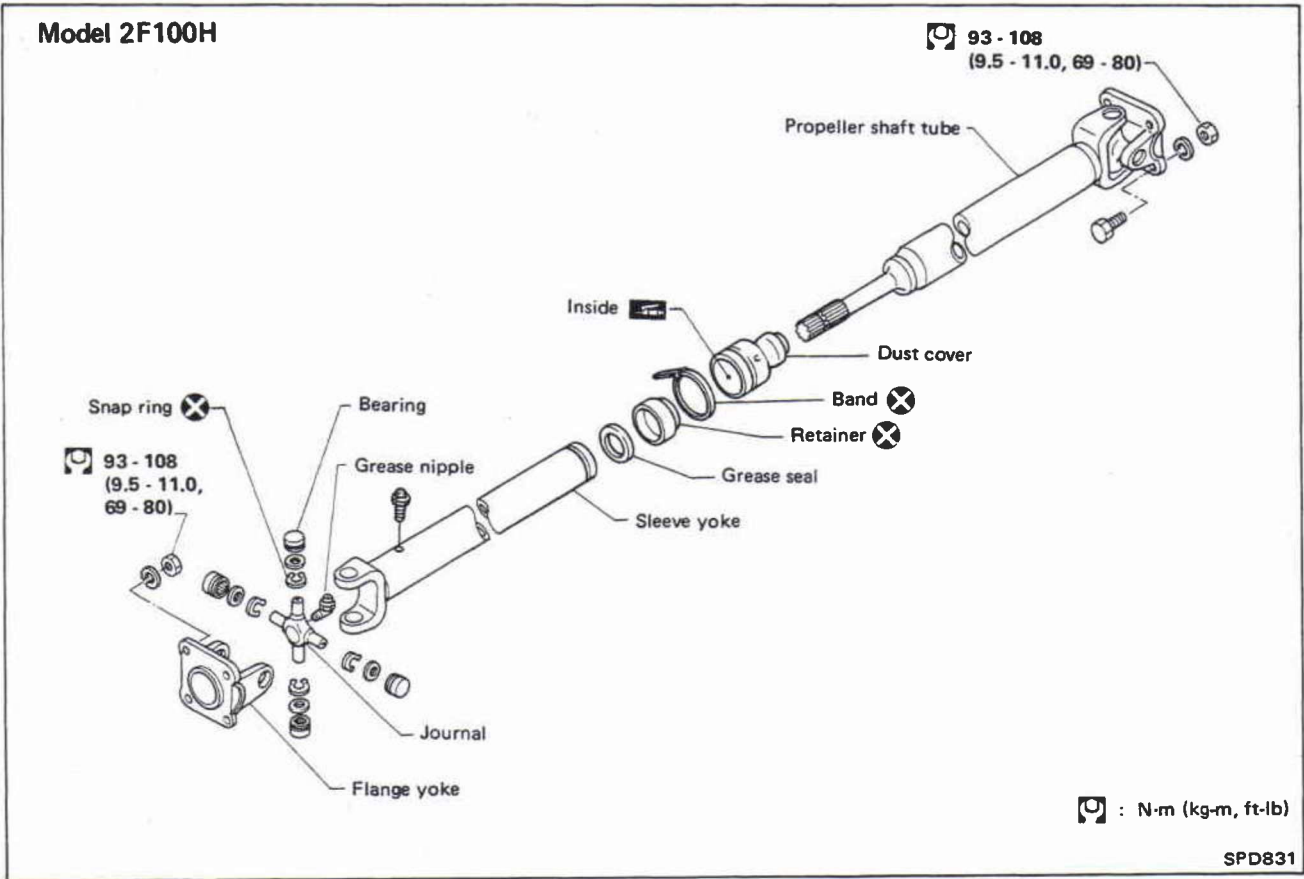 Model 2F100H
93 - 108
(9.5 - 11.0, 69 - 80)
Propeller shaft tube
Inside
Dust cover
Band
Retainer
Snap ring
Bearing
Grease nipple
Grease seal
93 - 108
(9.5 - 11.0,
69 - 80)
Sleeve yoke
Journal
Flange yoke
: N·m (kg-m, ft-lb)
SPD831